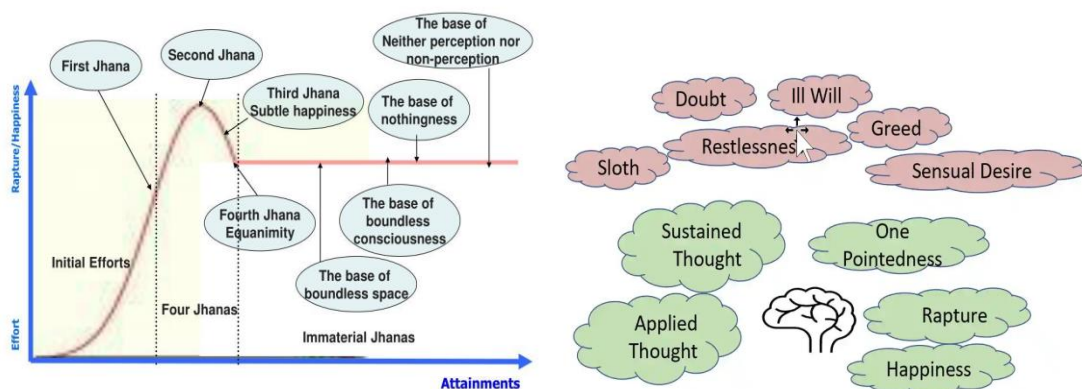 The base of
Neither perception nor
non-perception
Second Jhana
First Jhana
Third Jhana
Subtle happiness
The base of
nothingness
Rapture/Happiness
Fourth Jhana
Equanimity
The base of
boundless
consciousness
Initial Efforts
The base of
boundless space
Four Jhanas
Effort
Immaterial Jhanas
Attainments
Doubt
Ill Will
Greed
Restlessnes
Sloth
Sensual Desire
Sustained
Thought
One
Pointedness
Applied
Thought
Rapture
Happiness